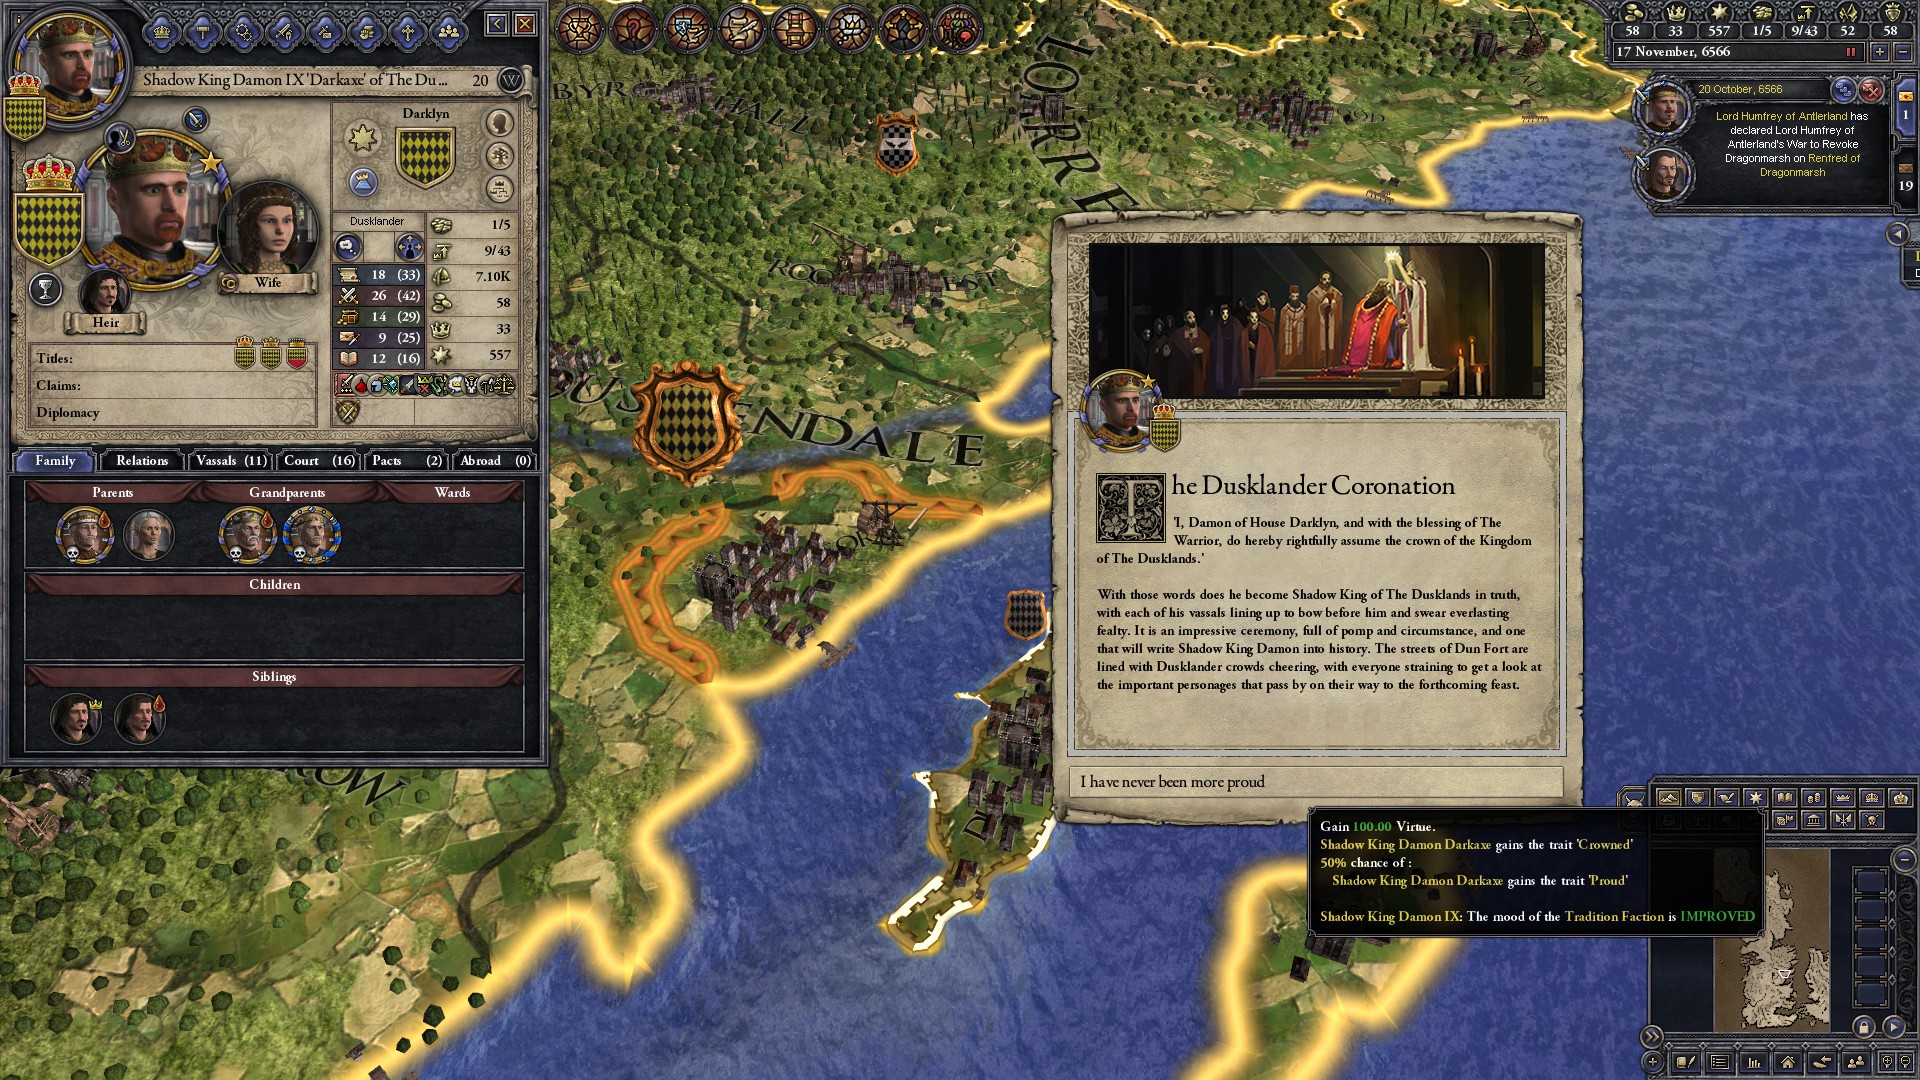 Shadow King Damon IX 'Darkaxe' of The Du ...
20
Darklyn
Wife
Heir
Dusklander
1/5
9/43
18 (33)
7.10K
26 (42)
58
14 (29)
33
9 (25)
557
12 (16)
Titles:
Claims:
Diplomacy
Family
Relations
Vassals (11)
Court (16)
Pacts (2)
Abroad (0)
Parents
Grandparents
Wards
Children
Siblings
58
33
557
1/5
9/43
52
58
17 November, 6566
20 October, 6566
Lord Humfrey of Antlerland has
declared Lord Humfrey of
Antlerland's War to Revoke
Dragonmarsh on Renfred of
Dragonmarsh
1
19
HALL
ENDALE
The Dusklander Coronation
'I, Damon of House Darklyn, and with the blessing of The
Warrior, do hereby rightfully assume the crown of the Kingdom
of The Dusklands.'
With those words does he become Shadow King of The Dusklands in truth,
with each of his vassals lining up to bow before him and swear everlasting
fealty. It is an impressive ceremony, full of pomp and circumstance, and one
that will write Shadow King Damon into history. The streets of Dun Fort are
lined with Dusklander crowds cheering, with everyone straining to get a look at
the important personages that pass by on their way to the forthcoming feast.
I have never been more proud
Gain 100.00 Virtue.
Shadow King Damon Darkaxe gains the trait 'Crowned'
50% chance of :
Shadow King Damon Darkaxe gains the trait 'Proud'
Shadow King Damon IX: The mood of the Tradition Faction is IMPROVED